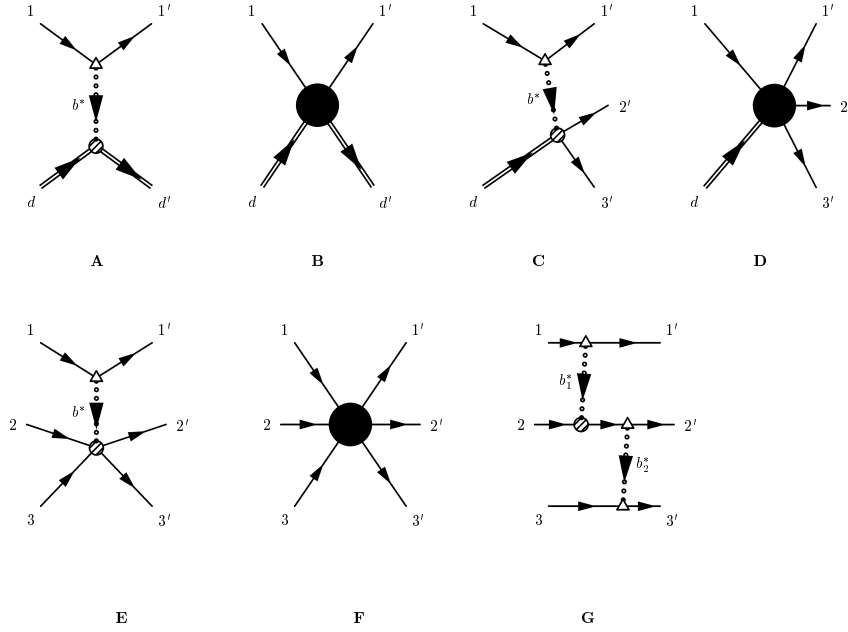 1 1′ 1 1′ 1 1′ 1 1′
b* b* 2′ 2
d d′ d d′ d 3′ d 3′
A B C D
1 1′ 1 1′ 1 1′
b* b₁*
2 2′ 2 2′ 2 2′
b₂*
3 3′ 3 3′ 3 3′
E F G